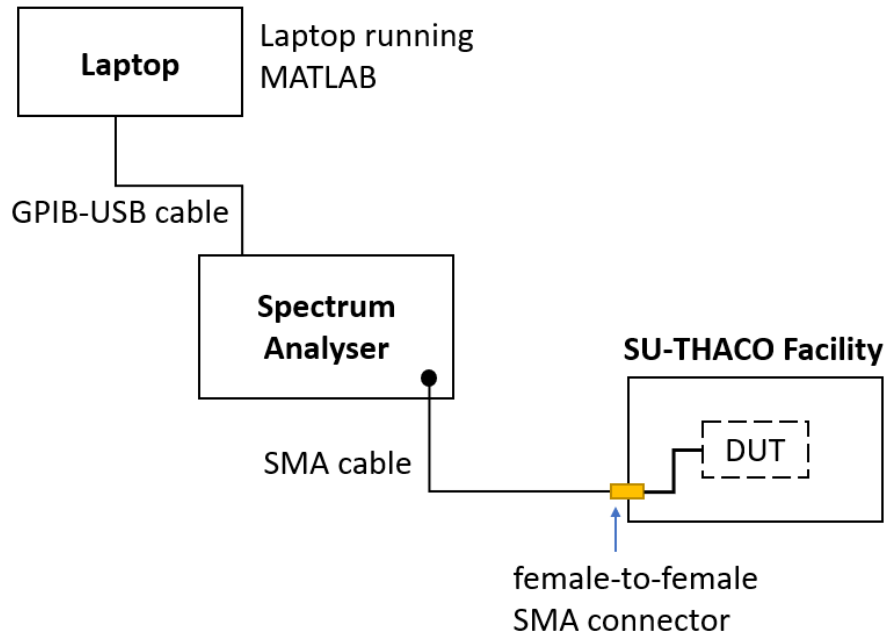 Laptop
Laptop running
MATLAB
GPIB-USB cable
Spectrum
Analyser
SU-THACO Facility
DUT
SMA cable
female-to-female
SMA connector